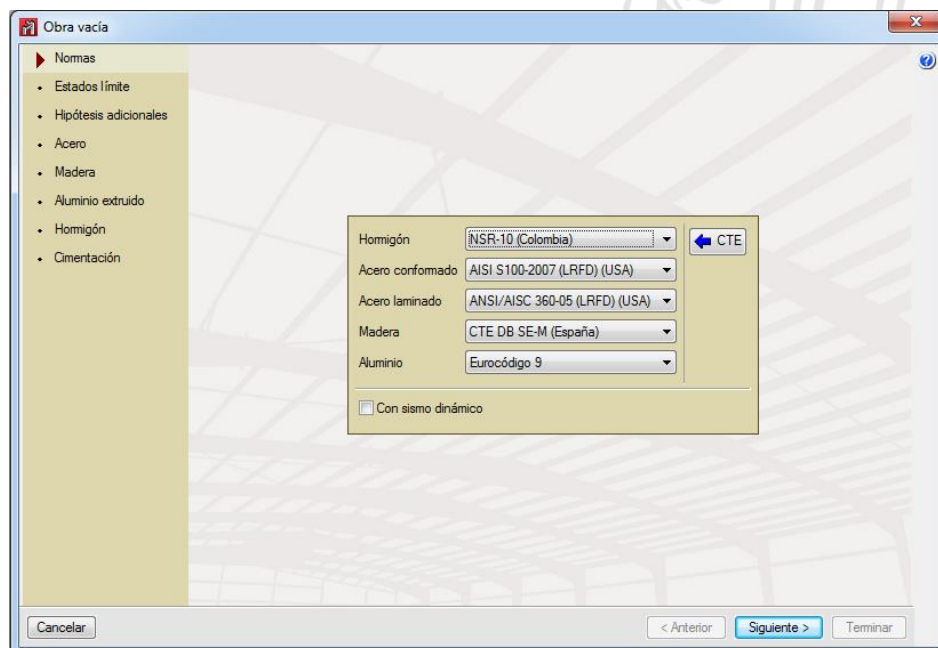 Obra vacía
Normas
Estados límite
Hipótesis adicionales
Acero
Madera
Aluminio extruido
Hormigón
Cimentación
Hormigón NSR-10 (Colombia) CTE
Acero conformado AISI S100-2007 (LRFD) (USA)
Acero laminado ANSI/AISC 360-05 (LRFD) (USA)
Madera CTE DB SE-M (España)
Aluminio Eurocódigo 9
Con sismo dinámico
Cancelar < Anterior Siguiente > Terminar